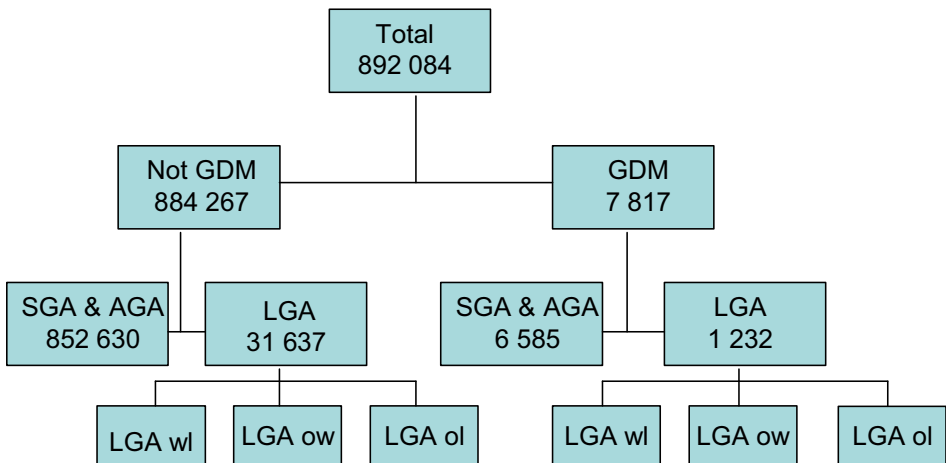 Total
892 084
Not GDM
884 267
GDM
7 817
SGA & AGA
852 630
LGA
31 637
SGA & AGA
6 585
LGA
1 232
LGA wl
LGA ow
LGA ol
LGA wl
LGA ow
LGA ol